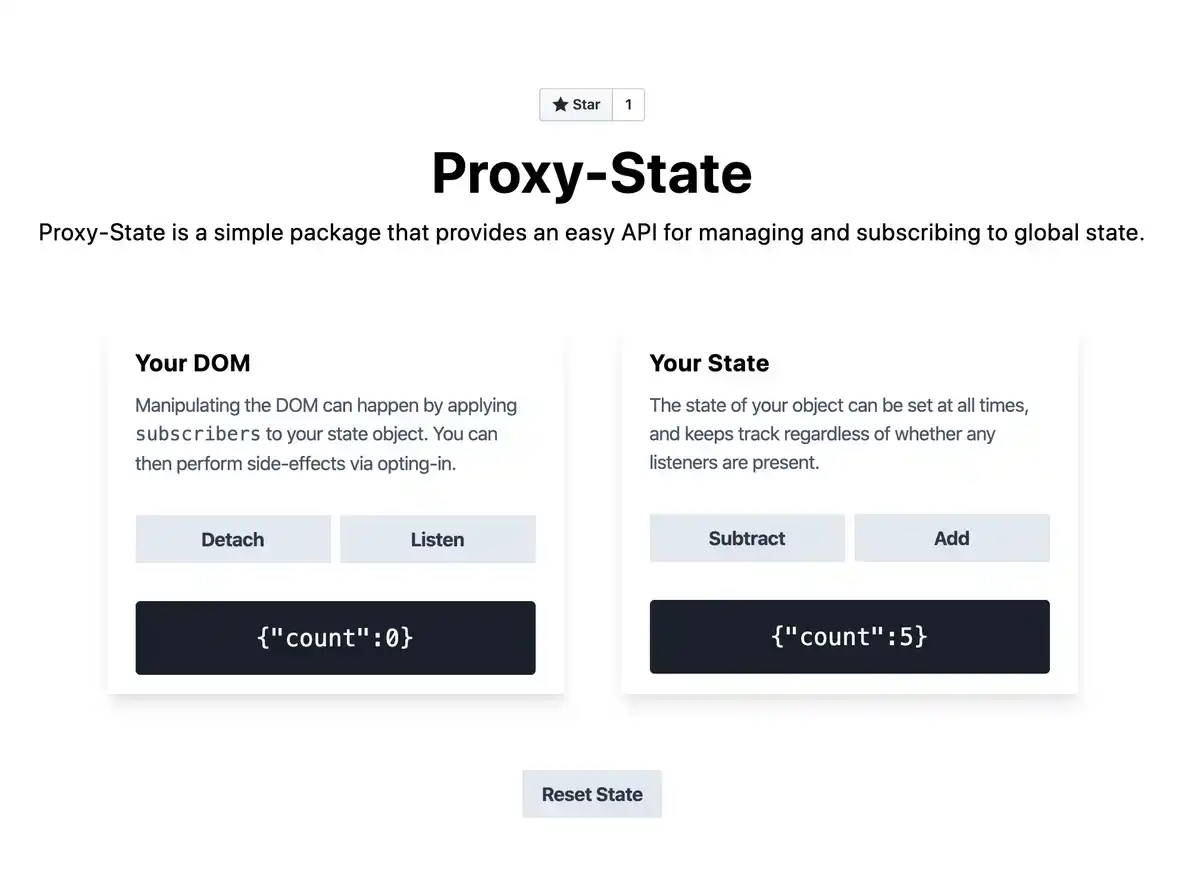 Star 1
Proxy-State
Proxy-State is a simple package that provides an easy API for managing and subscribing to global state.
Your DOM
Manipulating the DOM can happen by applying
subscribers to your state object. You can
then perform side-effects via opting-in.
Detach Listen
{"count":0}
Your State
The state of your object can be set at all times,
and keeps track regardless of whether any
listeners are present.
Subtract Add
{"count":5}
Reset State